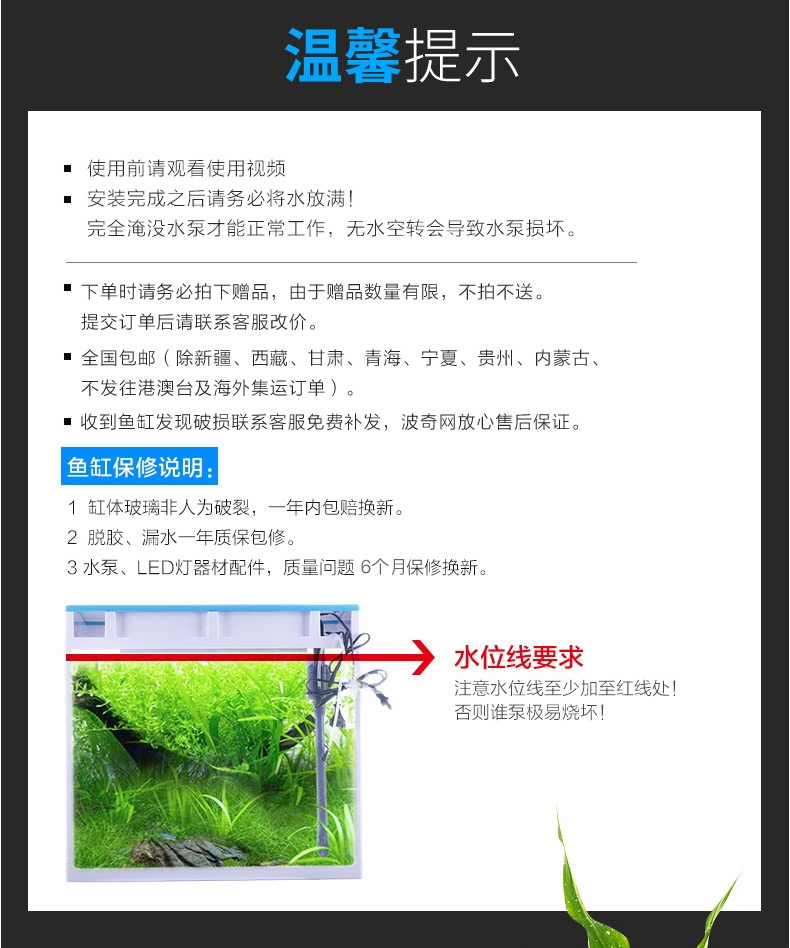 温馨提示
使用前请观看使用视频
安装完成之后请务必将水放满！
完全淹没水泵才能正常工作，无水空转会导致水泵损坏。
下单时请务必拍下赠品，由于赠品数量有限，不拍不送。
提交订单后请联系客服改价。
全国包邮（除新疆、西藏、甘肃、青海、宁夏、贵州、内蒙古、
不发往港澳台及海外集运订单）。
收到鱼缸发现破损联系客服免费补发，波奇网放心售后保证。
鱼缸保修说明：
1 缸体玻璃非人为破裂，一年内包赔换新。
2 脱胶、漏水一年质保包修。
3 水泵、LED灯器材配件，质量问题 6个月保修换新。
水位线要求
注意水位线至少加至红线处！
否则谁泵极易烧坏！